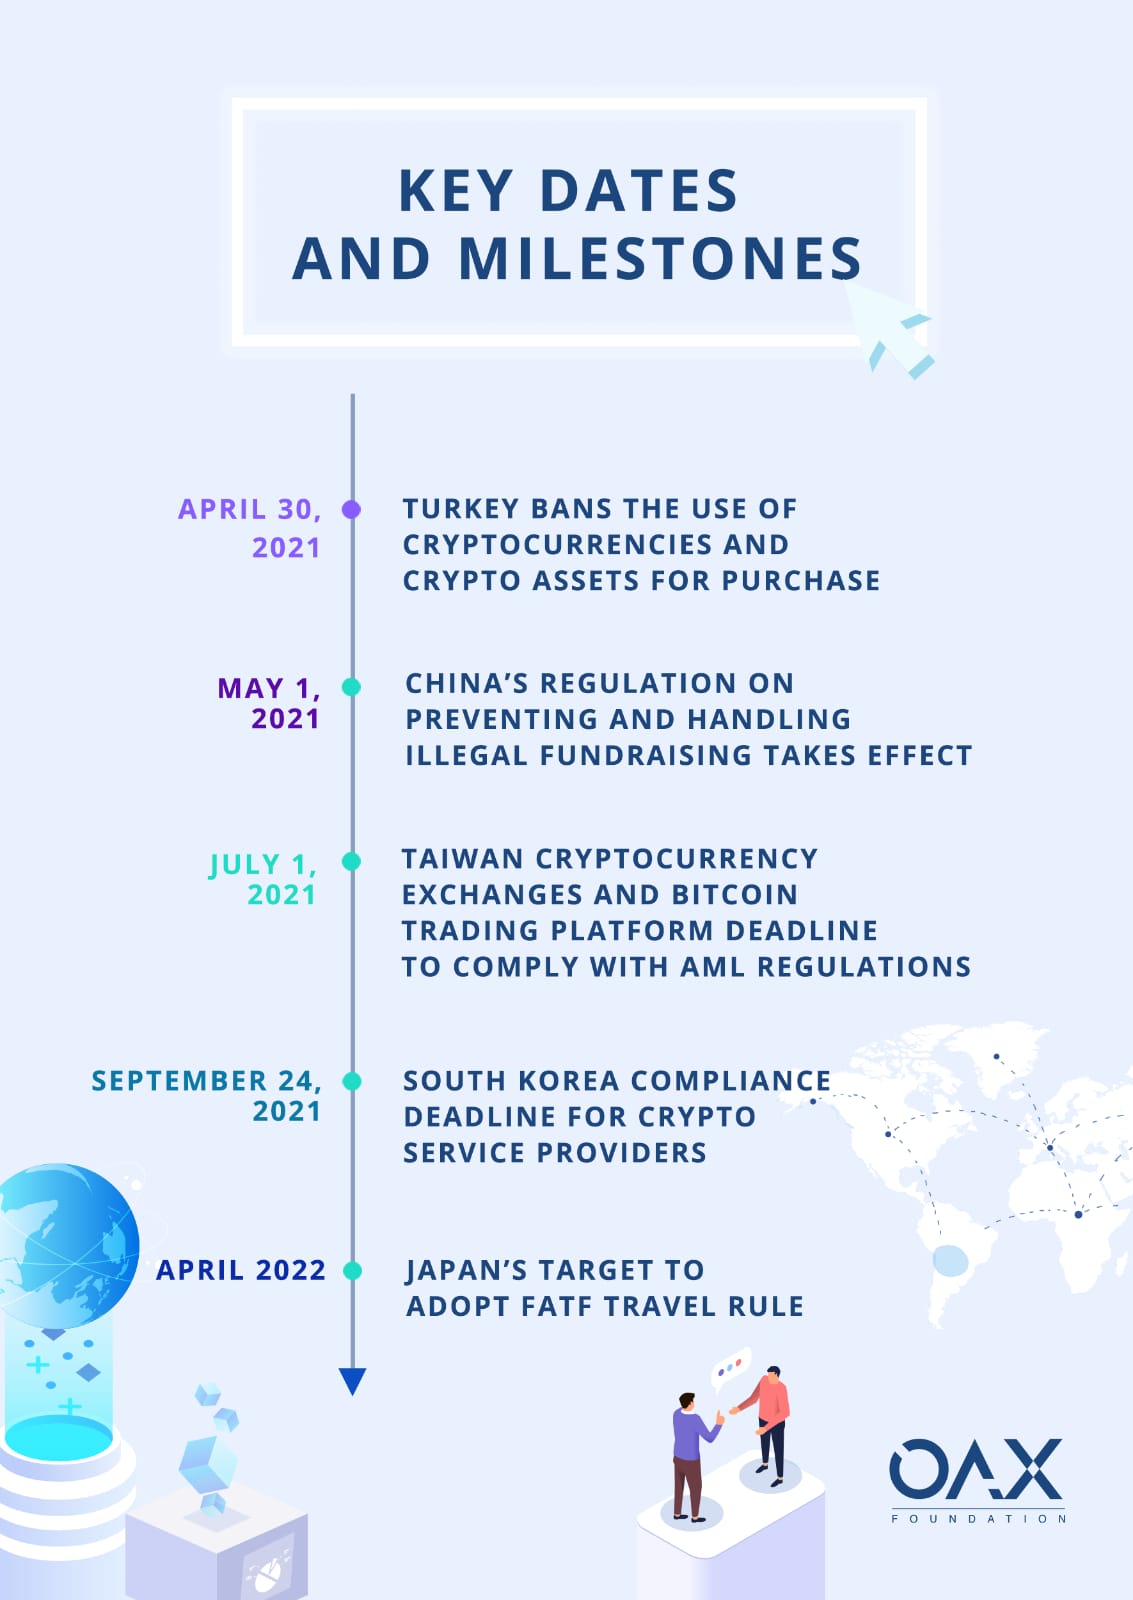 KEY DATES
AND MILESTONES
APRIL 30,
2021
TURKEY BANS THE USE OF
CRYPTOCURRENCIES AND
CRYPTO ASSETS FOR PURCHASE
MAY 1,
2021
CHINA’S REGULATION ON
PREVENTING AND HANDLING
ILLEGAL FUNDRAISING TAKES EFFECT
JULY 1,
2021
TAIWAN CRYPTOCURRENCY
EXCHANGES AND BITCOIN
TRADING PLATFORM DEADLINE
TO COMPLY WITH AML REGULATIONS
SEPTEMBER 24,
2021
SOUTH KOREA COMPLIANCE
DEADLINE FOR CRYPTO
SERVICE PROVIDERS
APRIL 2022
JAPAN’S TARGET TO
ADOPT FATF TRAVEL RULE
OAX
FOUNDATION